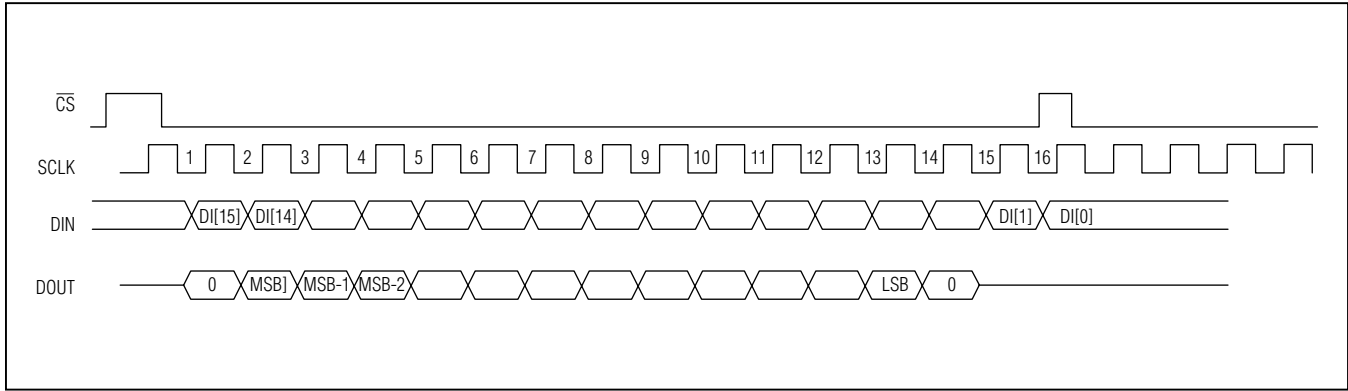 CS
SCLK 1 2 3 4 5 6 7 8 9 10 11 12 13 14 15 16
DIN DI[15] DI[14] DI[1] DI[0]
DOUT 0 MSB] MSB-1 MSB-2 LSB 0